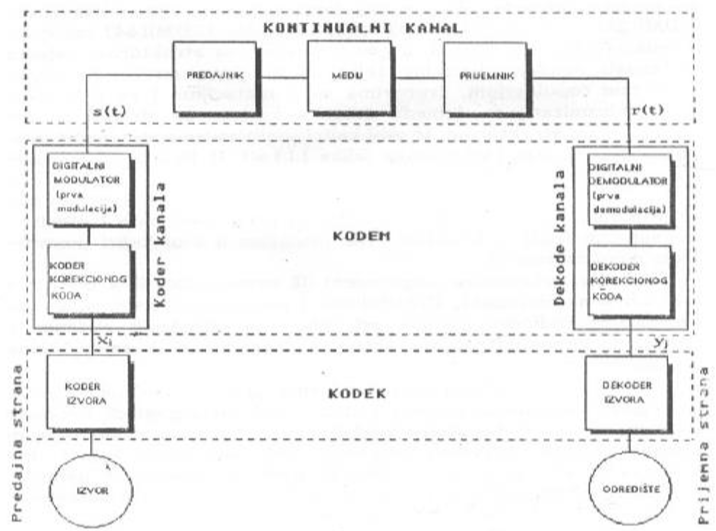 KONTINUALNI KANAL
PREDAJNIK
MEDIJ
PRIJEMNIK
s(t)
r(t)
DIGITALNI
MODULATOR
(prva
modulacija)
Koder kanala
KODER
KOREKCIONOG
KODA
KODEM
Dekode kanala
DIGITALNI
DEMODULATOR
(prva
demodulacija)
DEKODER
KOREKCIONOG
KODA
Xi
yj
KODER
IZVORA
KODEK
DEKODER
IZVORA
Predajna strana
IZVOR
ODREDIŠTE
Prijemna strana